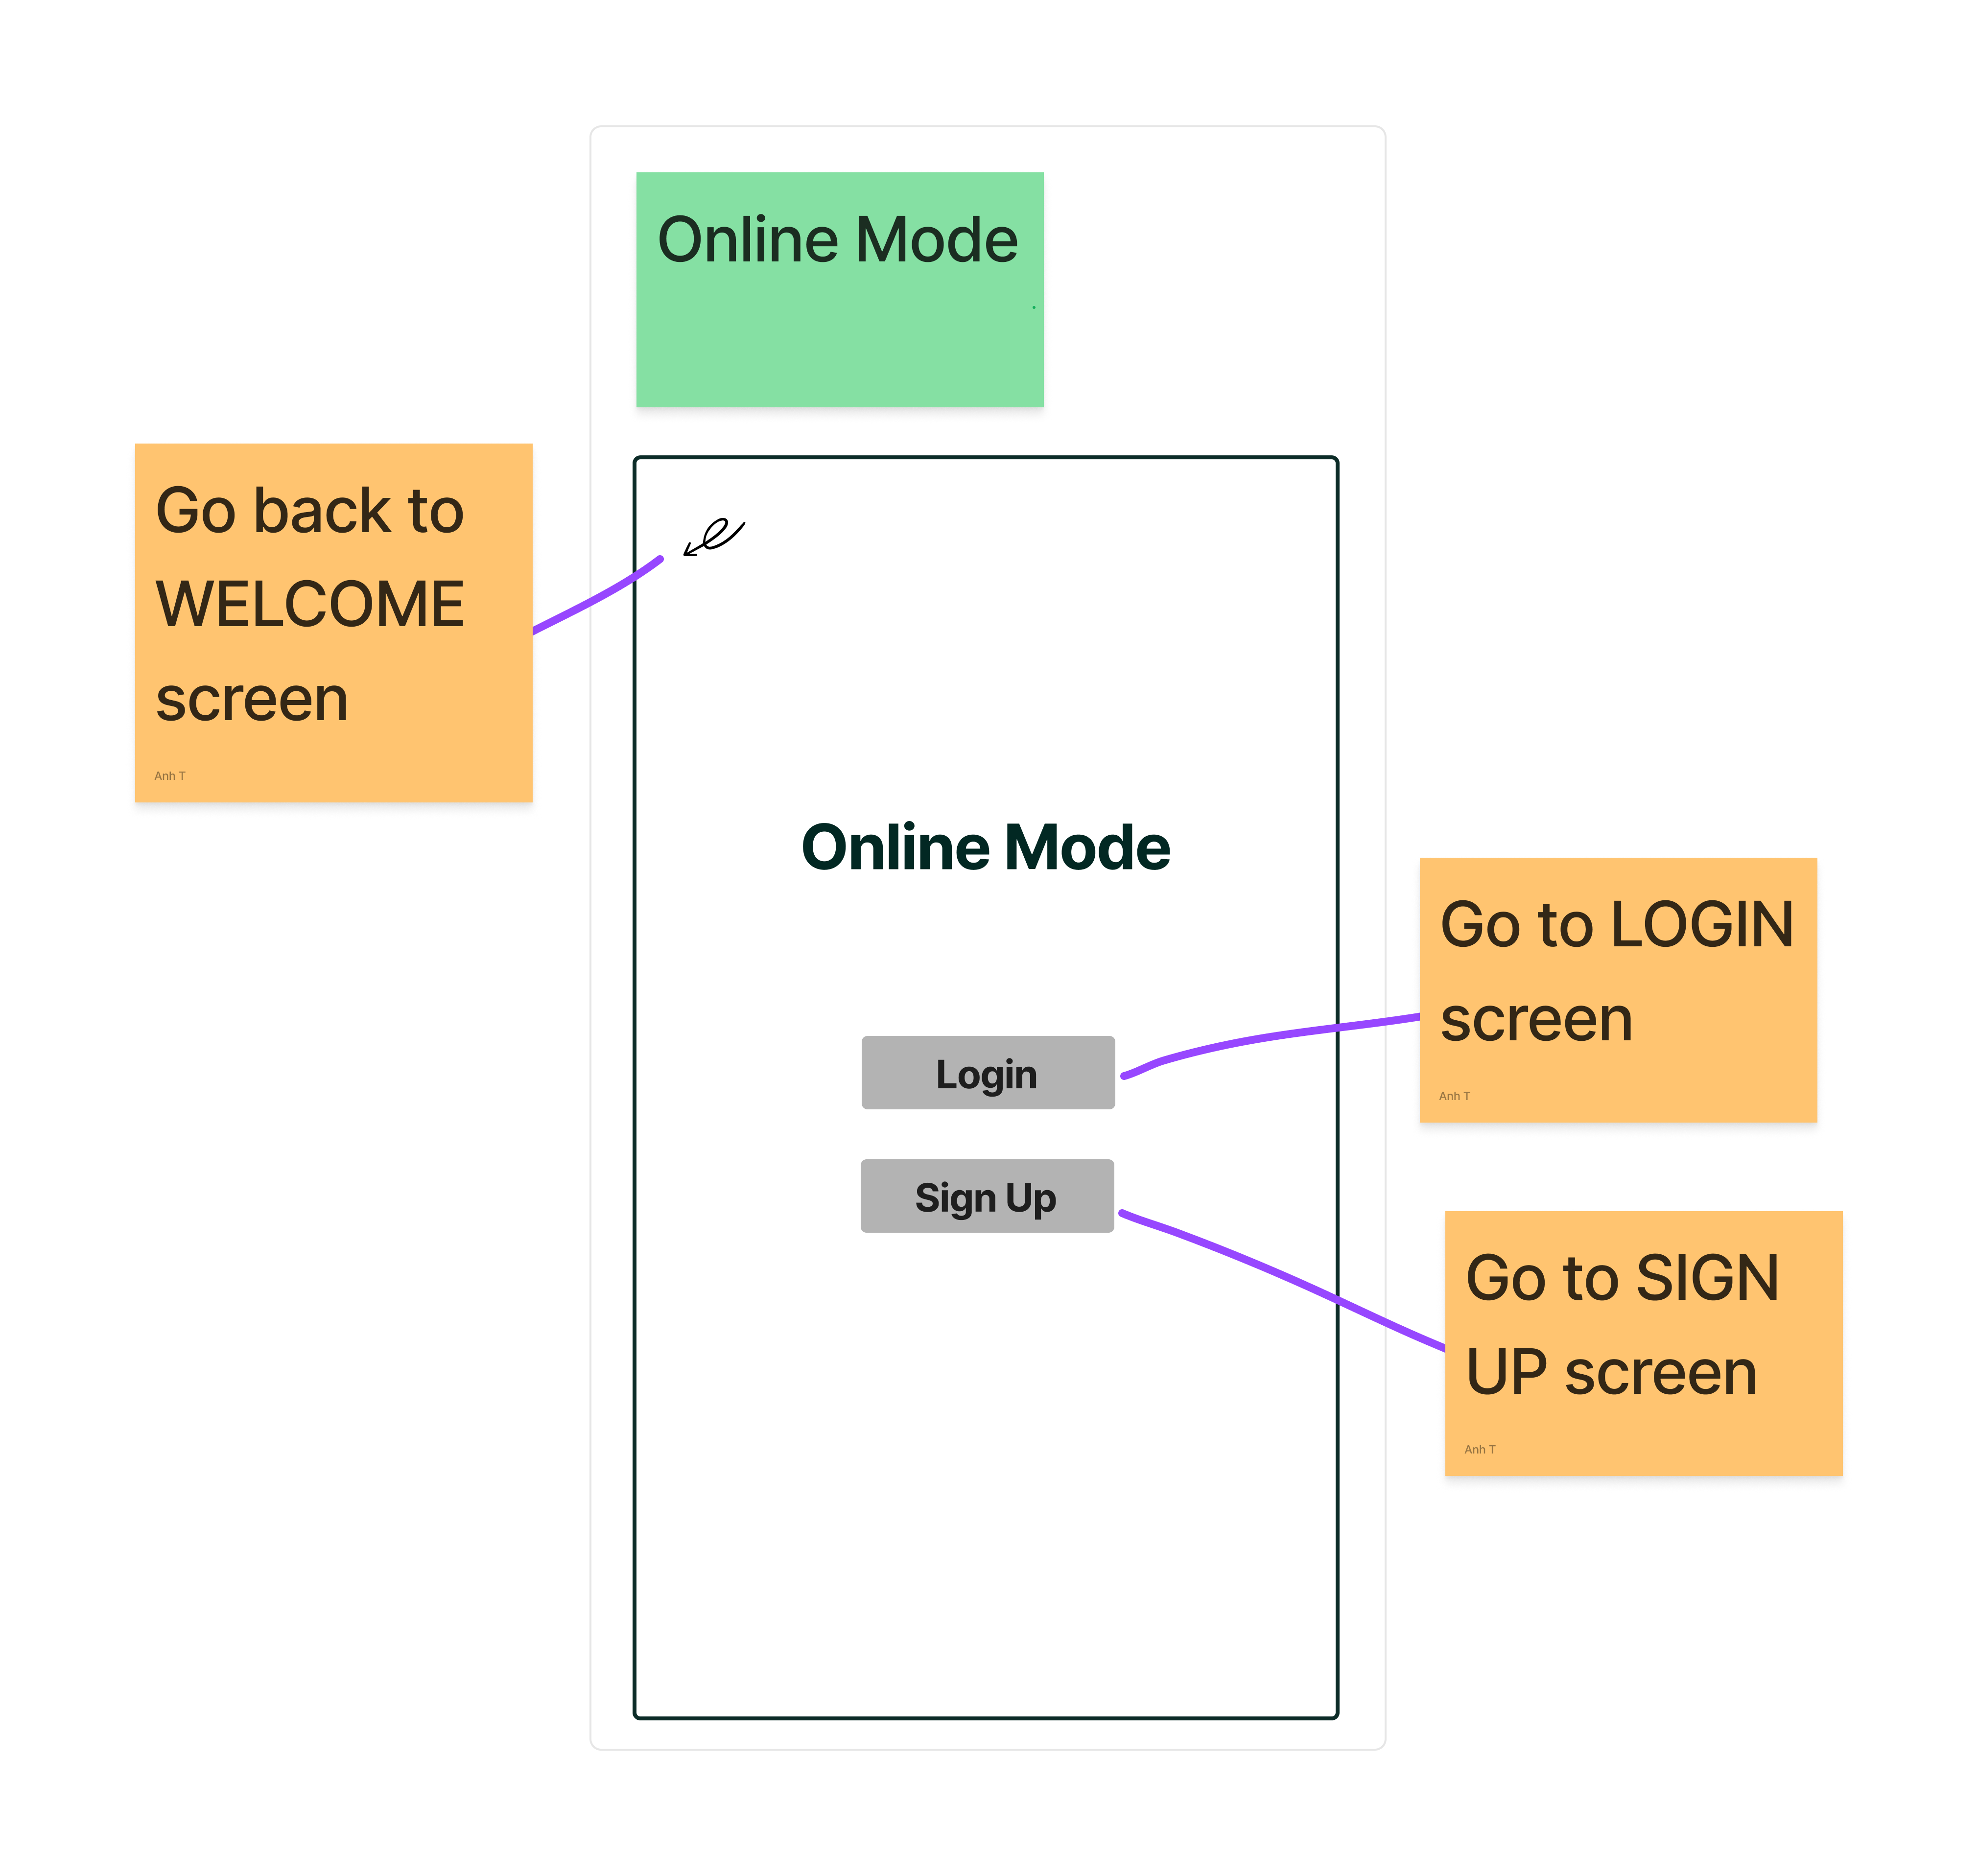 Online Mode
Go back to
WELCOME
screen
Anh T
Online Mode
Go to LOGIN
screen
Anh T
Login
Sign Up
Go to SIGN
UP screen
Anh T